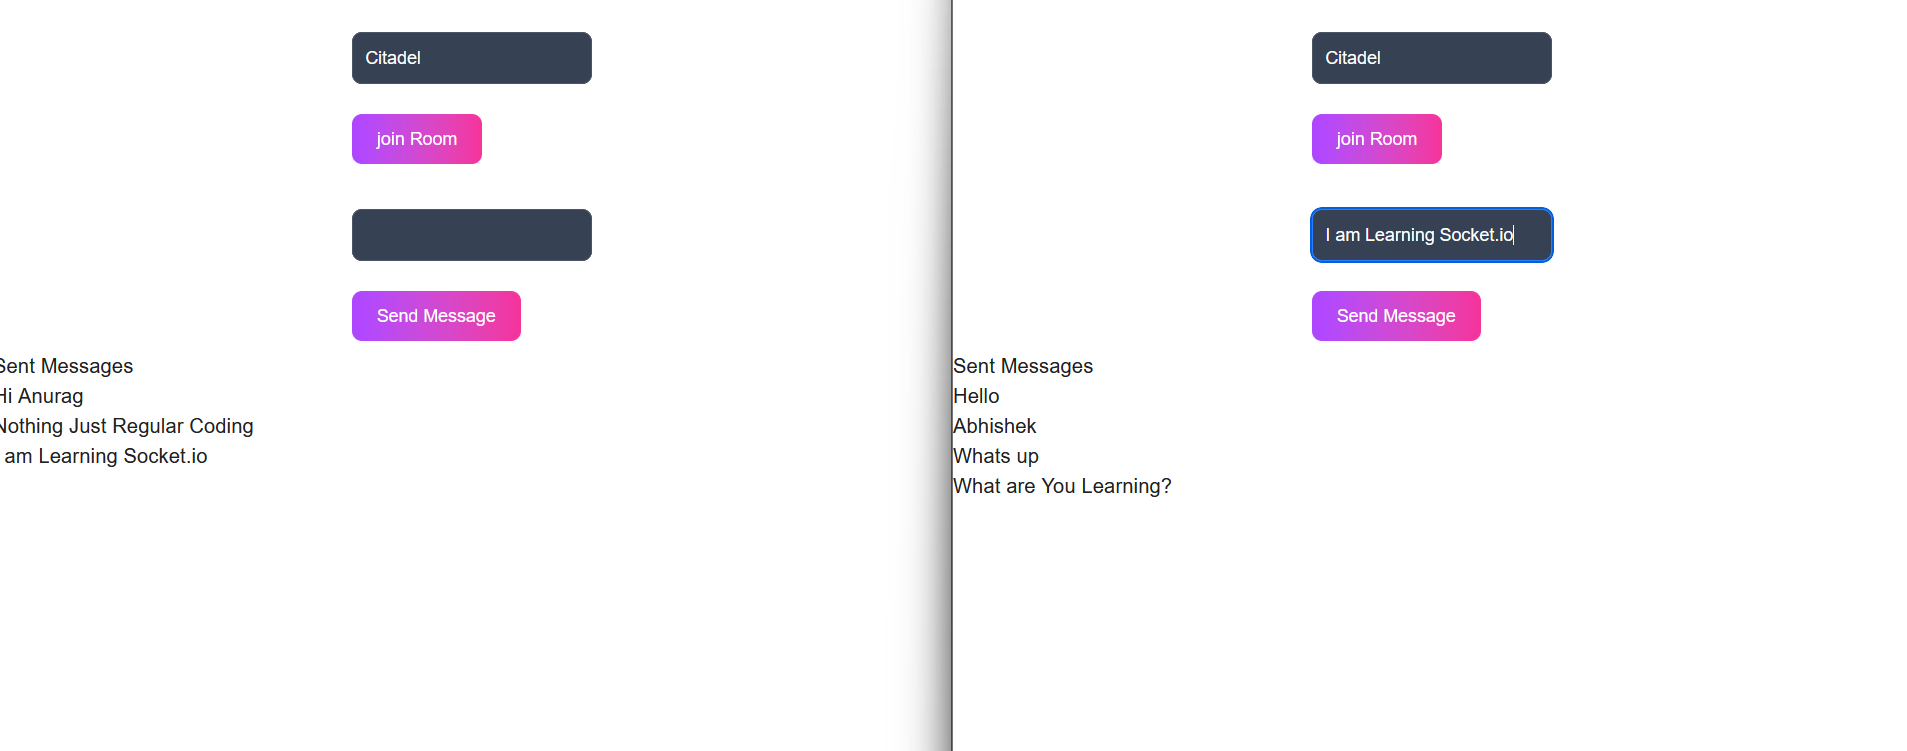 Citadel
join Room
Send Message
Sent Messages
Hi Anurag
Nothing Just Regular Coding
am Learning Socket.io
Citadel
join Room
I am Learning Socket.io
Send Message
Sent Messages
Hello
Abhishek
Whats up
What are You Learning?